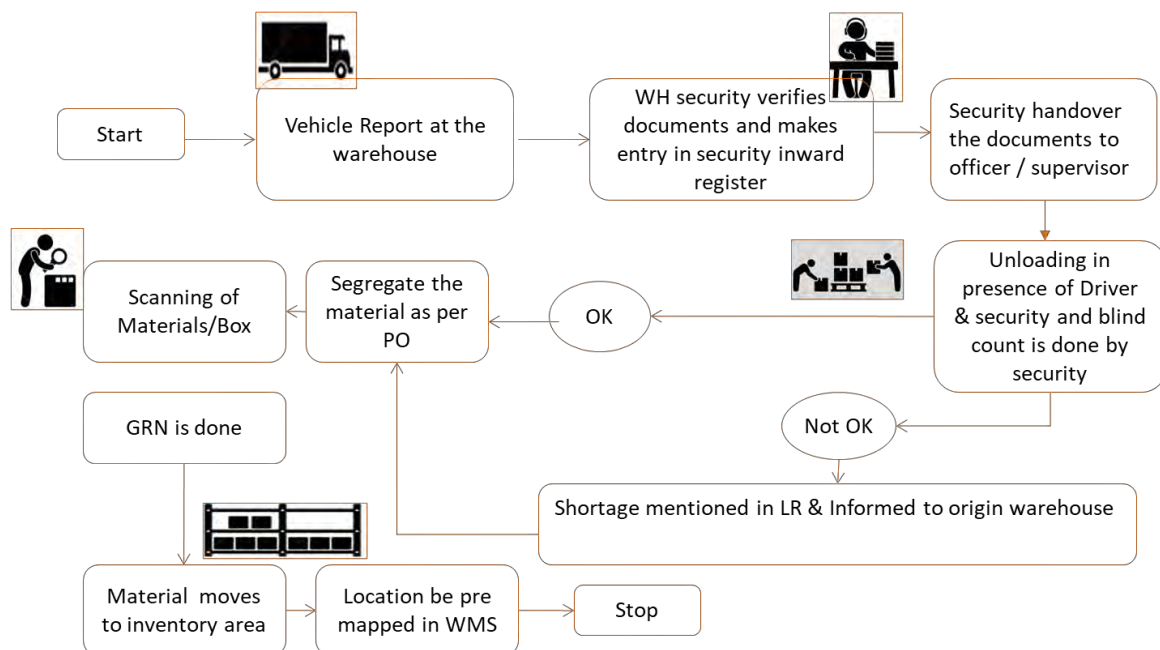 Start
Vehicle Report at the
warehouse
WH security verifies
documents and makes
entry in security inward
register
Security handover
the documents to
officer / supervisor
Unloading in
presence of Driver
& security and blind
count is done by
security
OK
Segregate the
material as per
PO
Scanning of
Materials/Box
Not OK
Shortage mentioned in LR & Informed to origin warehouse
GRN is done
Material moves
to inventory area
Location be pre
mapped in WMS
Stop